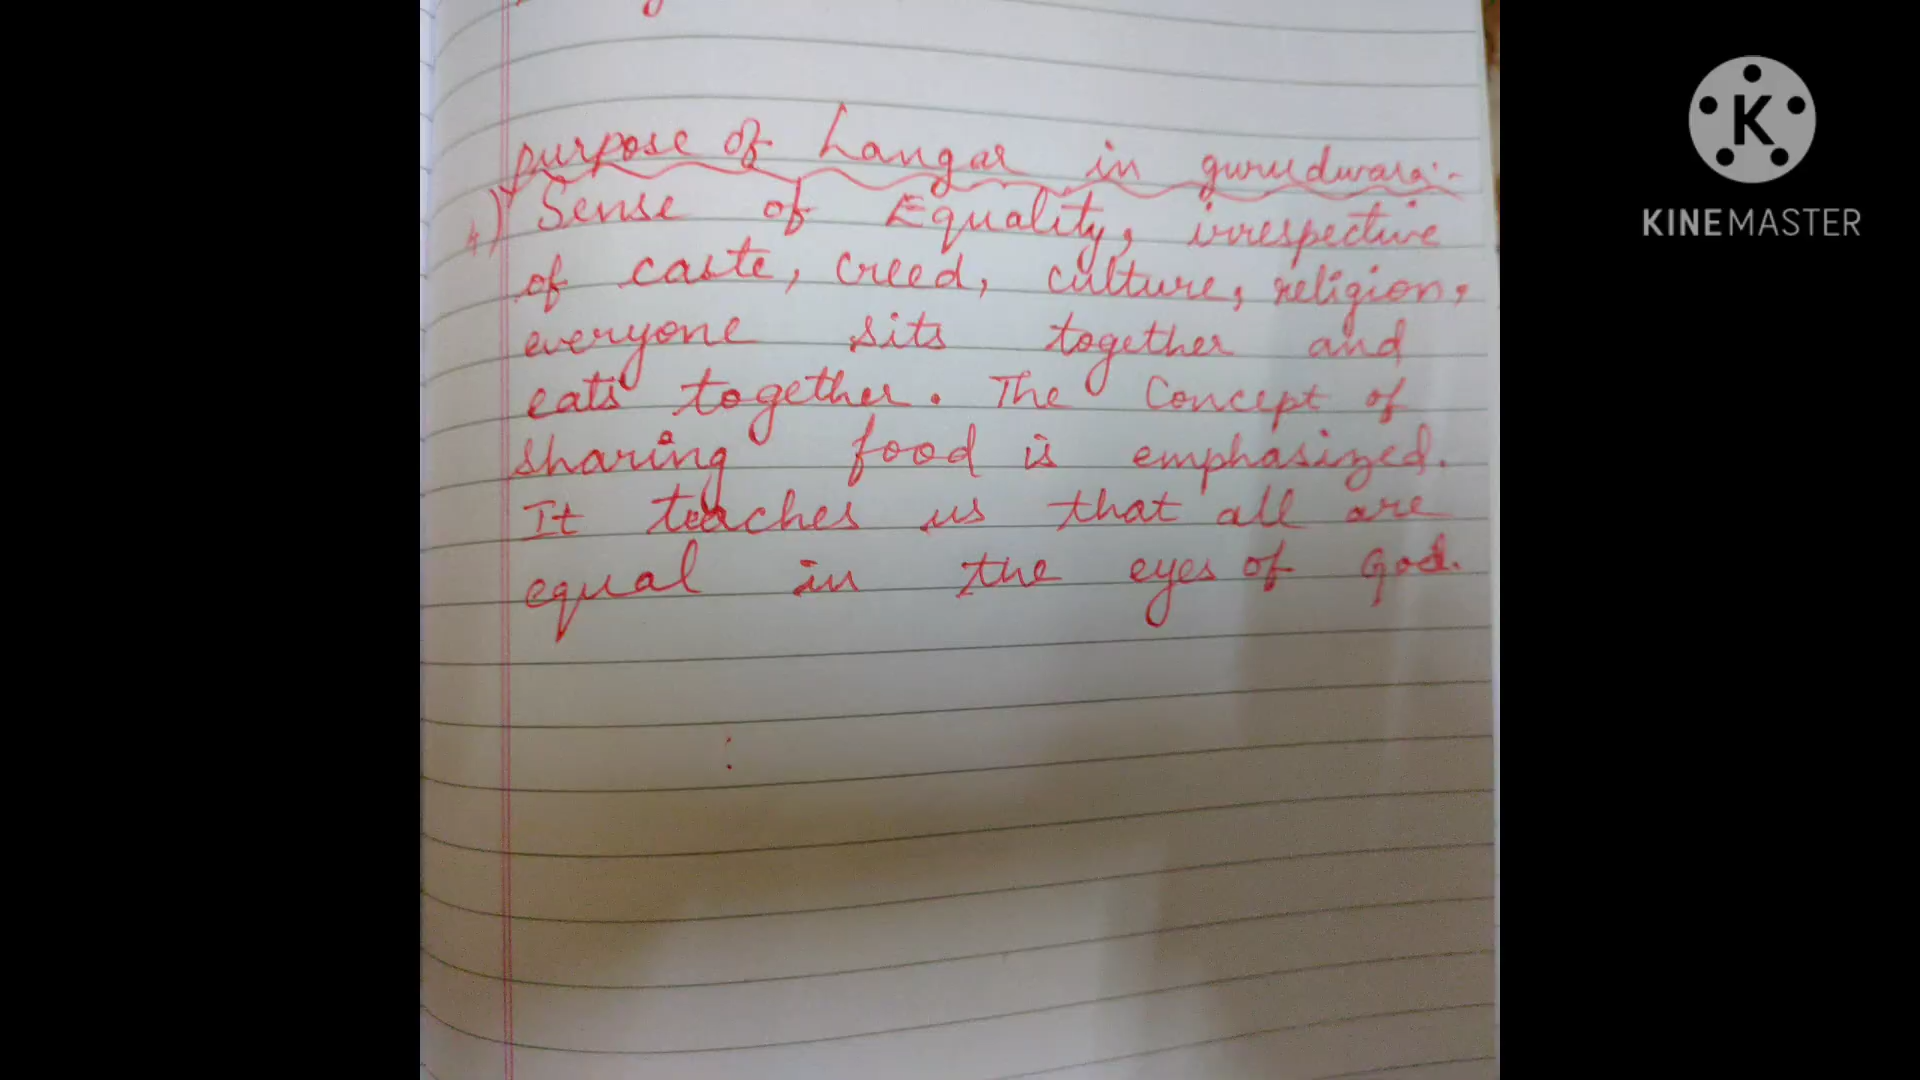 purpose of Langar in gurudwara:-
4) Sense of Equality, irrespective
of caste, creed, culture, religion,
everyone sits together and
eats together. The Concept of
sharing food is emphasized.
It teaches us that all are
equal in the eyes of God.
K
KINEMASTER